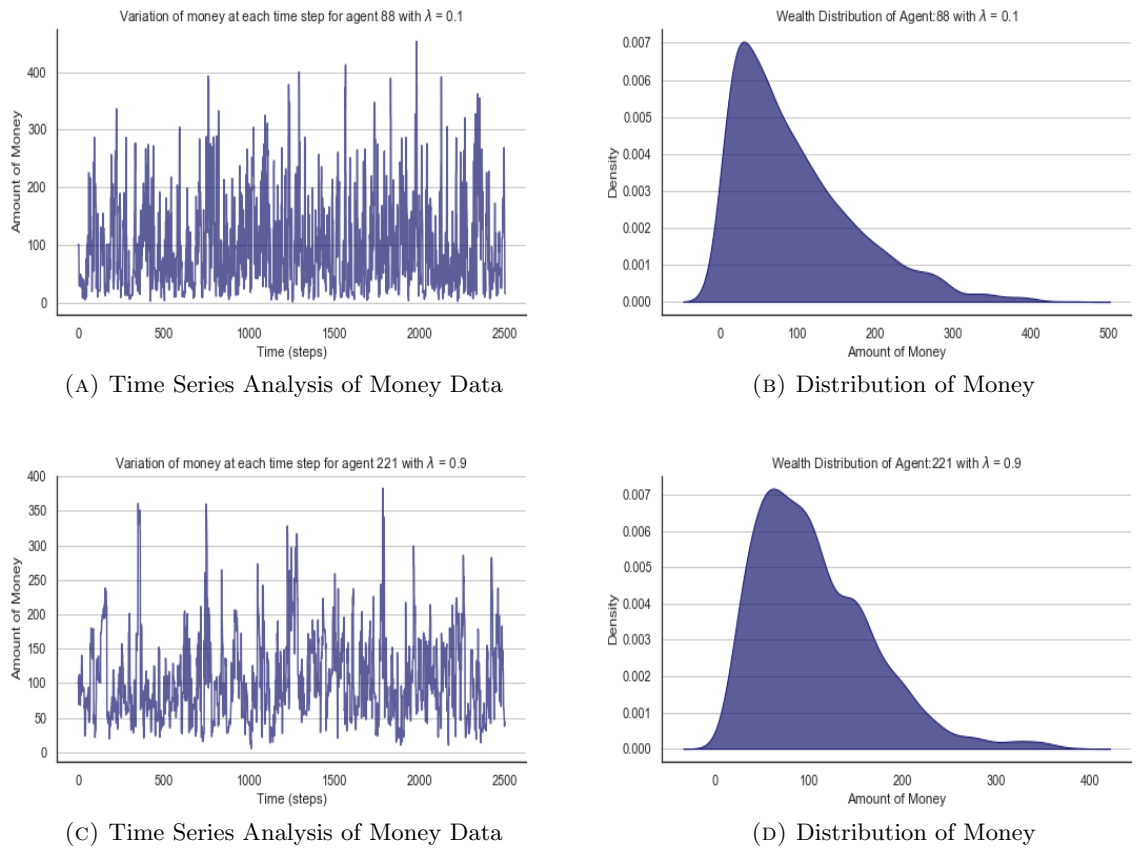 Variation of money at each time step for agent 88 with λ = 0.1
Amount of Money
400
300
200
100
0
0 500 1000 1500 2000 2500
Time (steps)
(A) Time Series Analysis of Money Data
Wealth Distribution of Agent:88 with λ = 0.1
Density
0.007
0.006
0.005
0.004
0.003
0.002
0.001
0.000
0 100 200 300 400 500
Amount of Money
(B) Distribution of Money
Variation of money at each time step for agent 221 with λ = 0.9
Amount of Money
400
350
300
250
200
150
100
50
0
0 500 1000 1500 2000 2500
Time (steps)
(C) Time Series Analysis of Money Data
Wealth Distribution of Agent:221 with λ = 0.9
Density
0.007
0.006
0.005
0.004
0.003
0.002
0.001
0.000
0 100 200 300 400
Amount of Money
(D) Distribution of Money